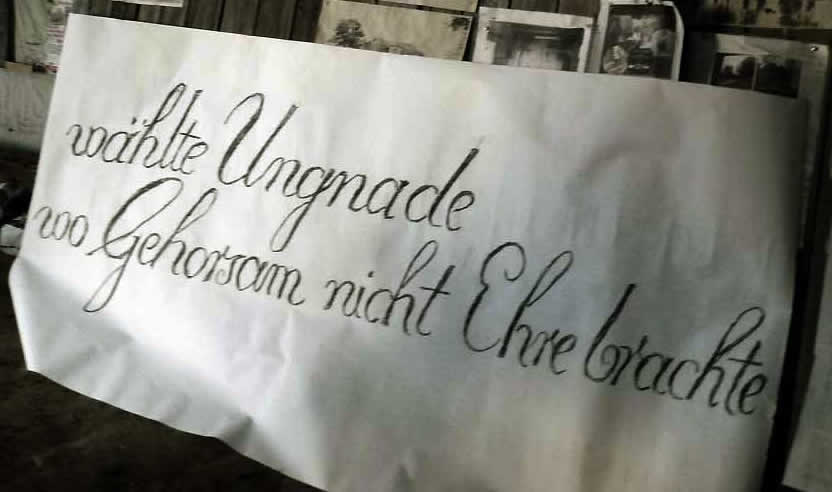 wählte Ungnade
wo Gehorsam nicht Ehre brachte